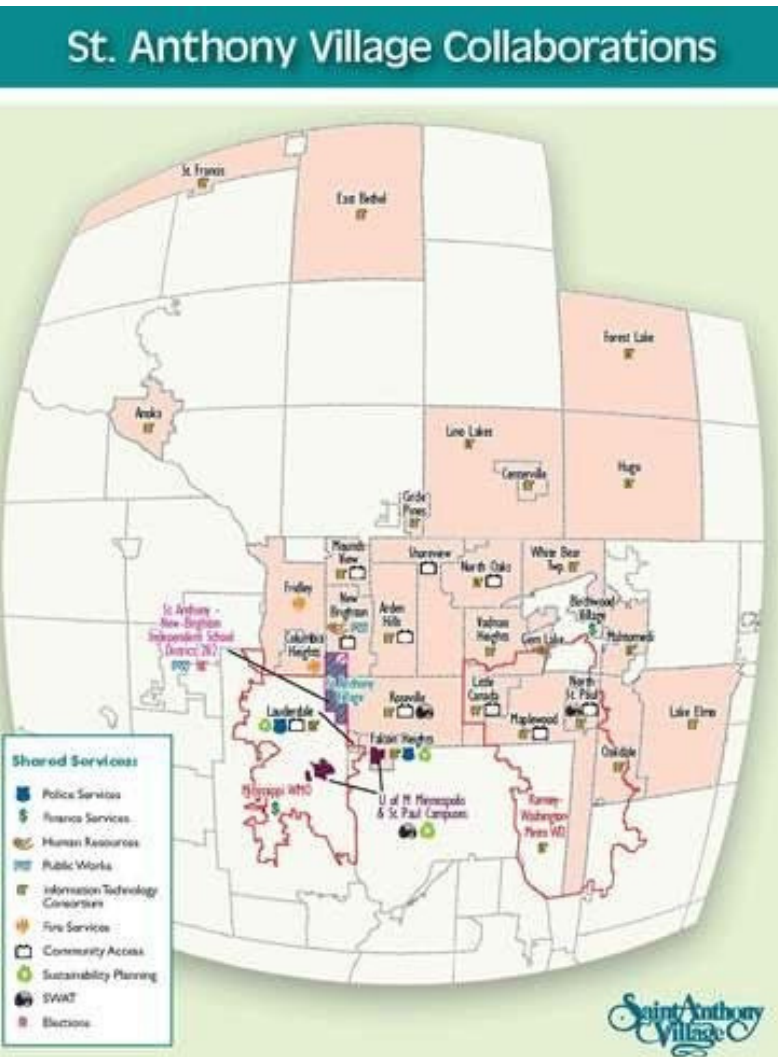 St. Anthony Village Collaborations
St. Francis
East Bethel
Forest Lake
Anoka
Lino Lakes
Centerville
Hugo
Circle
Pines
Mounds
View
Shoreview
North Oaks
White Bear
Twp.
Fridley
New
Brighton
Arden
Hills
Vadnais
Heights
Birchwood
Village
Gem Lake
Mahtomedi
St. Anthony -
New Brighton
Independent School
District 282
Columbia
Heights
St. Anthony
Village
Lauderdale
Roseville
Little
Canada
Maplewood
North
St. Paul
Lake Elmo
Falcon Heights
Oakdale
Mississippi WMO
U of M Minneapolis
& St. Paul Campuses
Ramsey
Washington
Metro WD
Shared Services:
Police Services
Finance Services
Human Resources
Public Works
Information Technology
Consortium
Fire Services
Community Access
Sustainability Planning
SWAT
Elections
Saint Anthony
Village